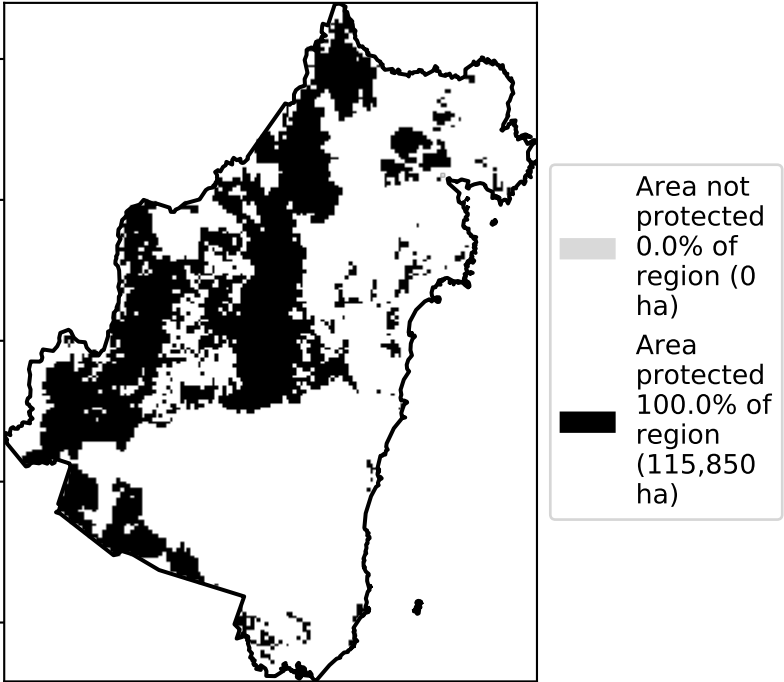 Area not
protected
0.0% of
region (0
ha)
Area
protected
100.0% of
region
(115,850
ha)